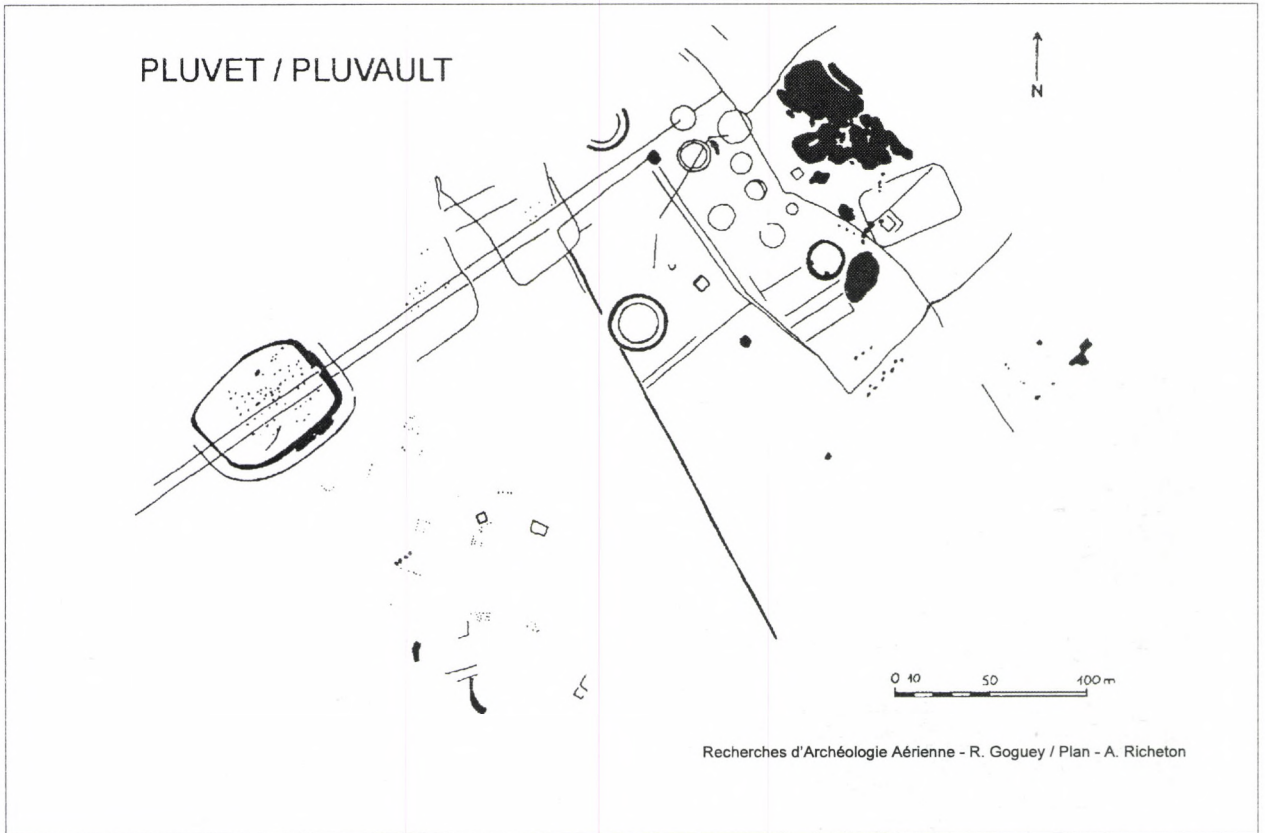 PLUVET / PLUVAULT
N
0 10 50 100 m
Recherches d'Archéologie Aérienne - R. Goguey / Plan - A. Richeton